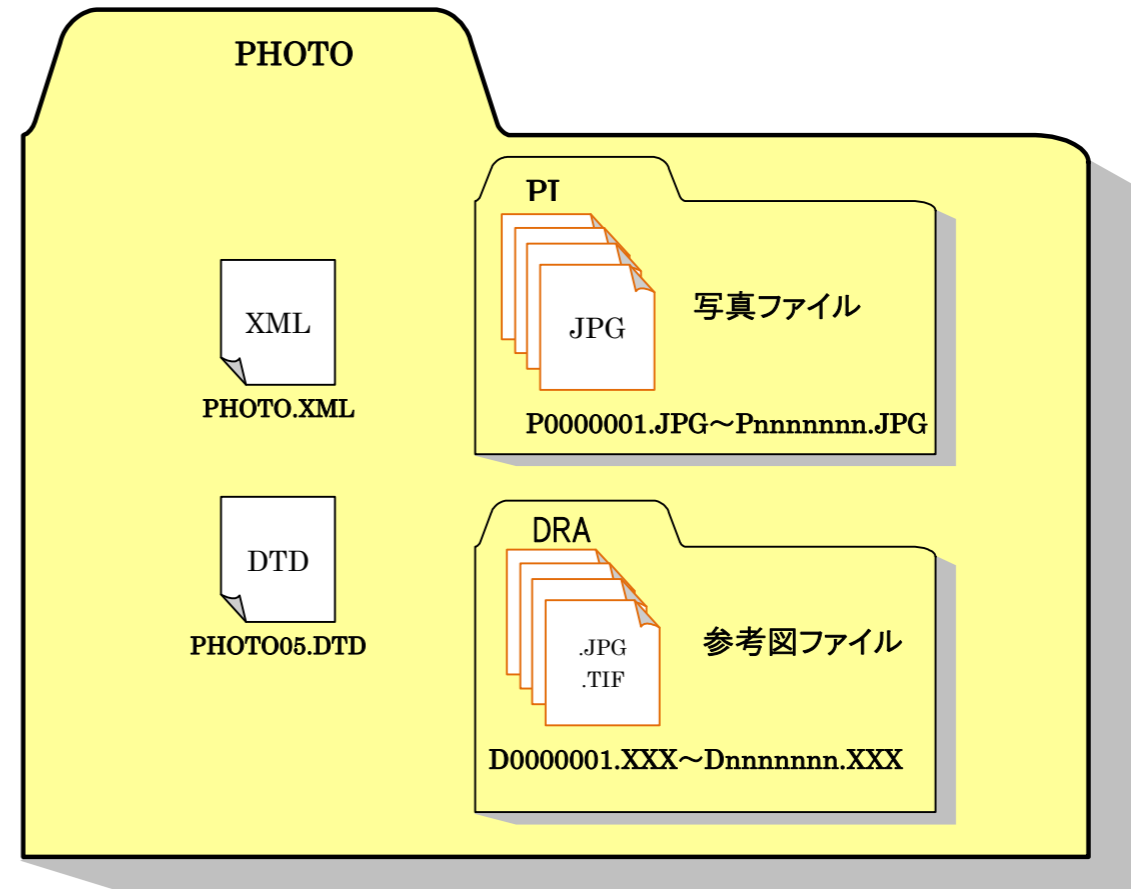 PHOTO
PI
JPG
写真ファイル
P0000001.JPG～Pnnnnnnn.JPG
XML
PHOTO.XML
DTD
PHOTO05.DTD
DRA
.JPG
.TIF
参考図ファイル
D0000001.XXX～Dnnnnnnn.XXX